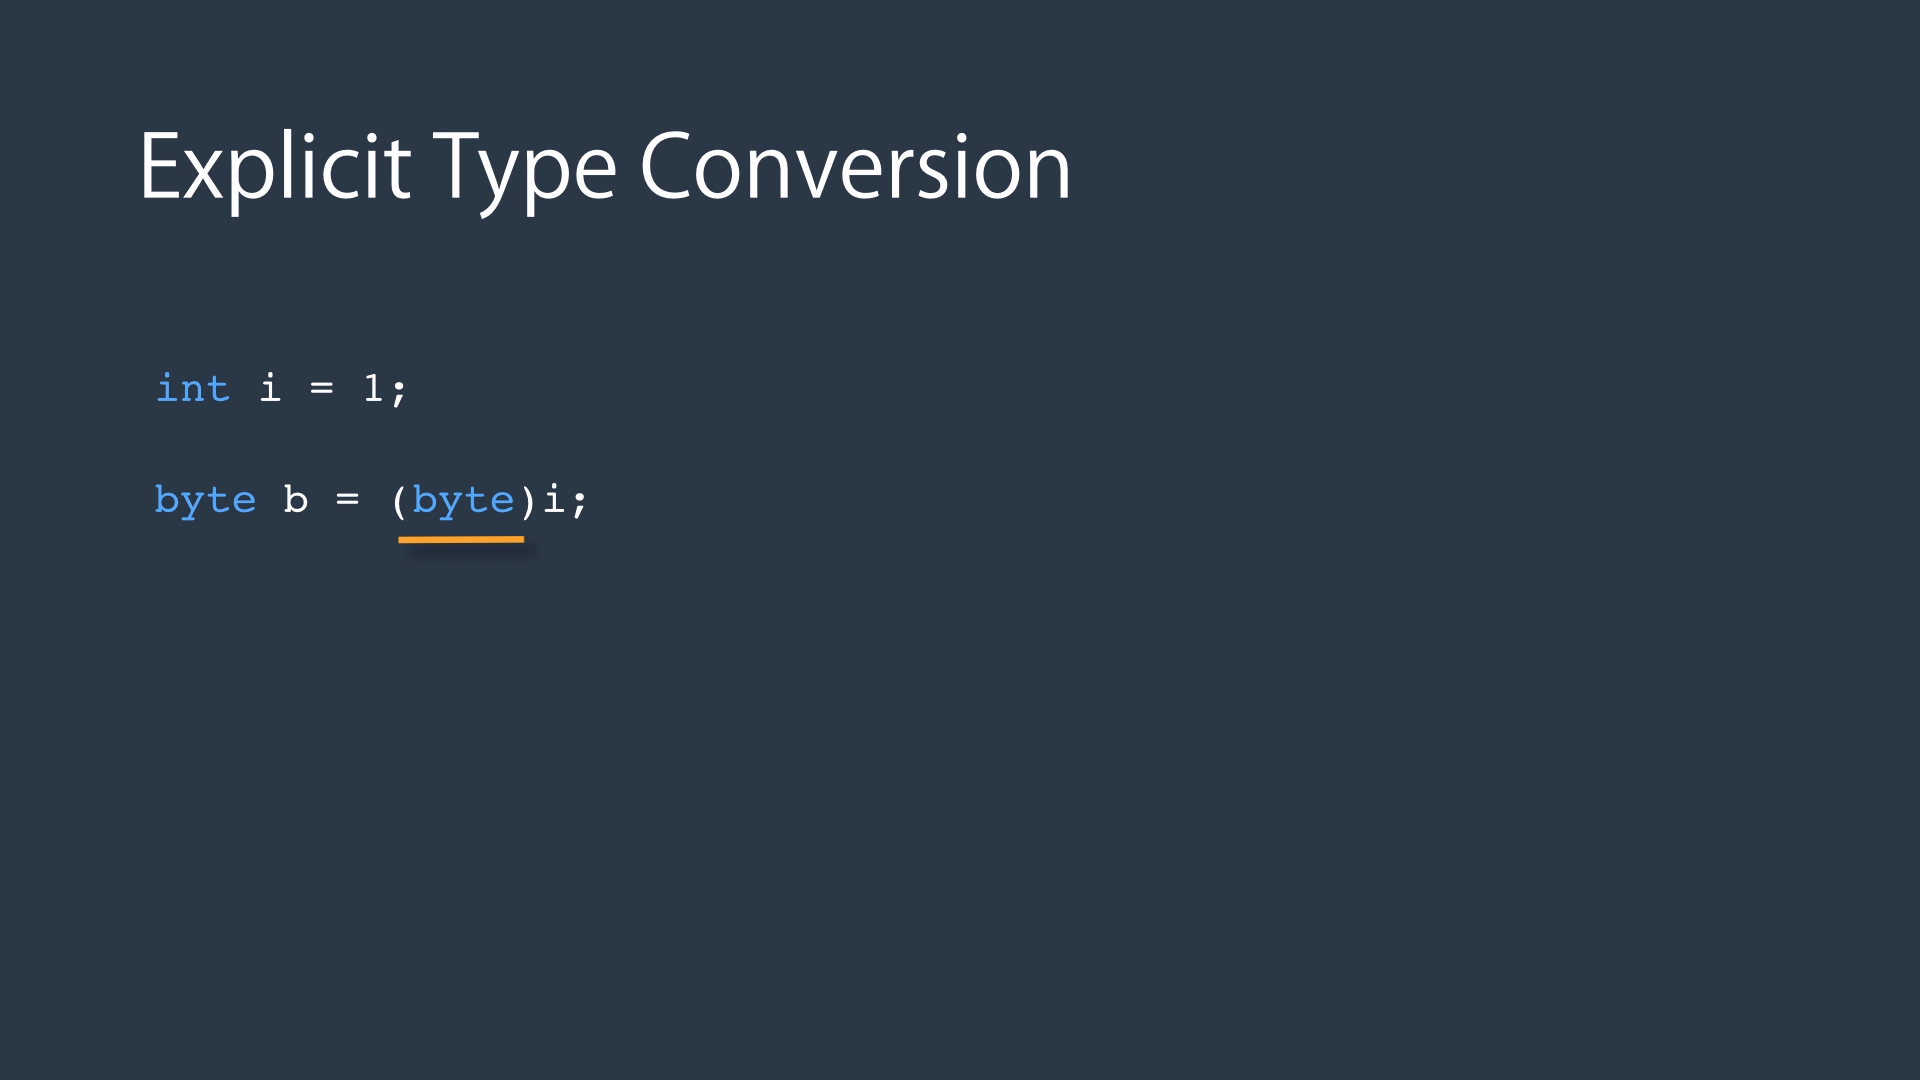 Explicit Type Conversion
int i = 1;
byte b = (byte)i;